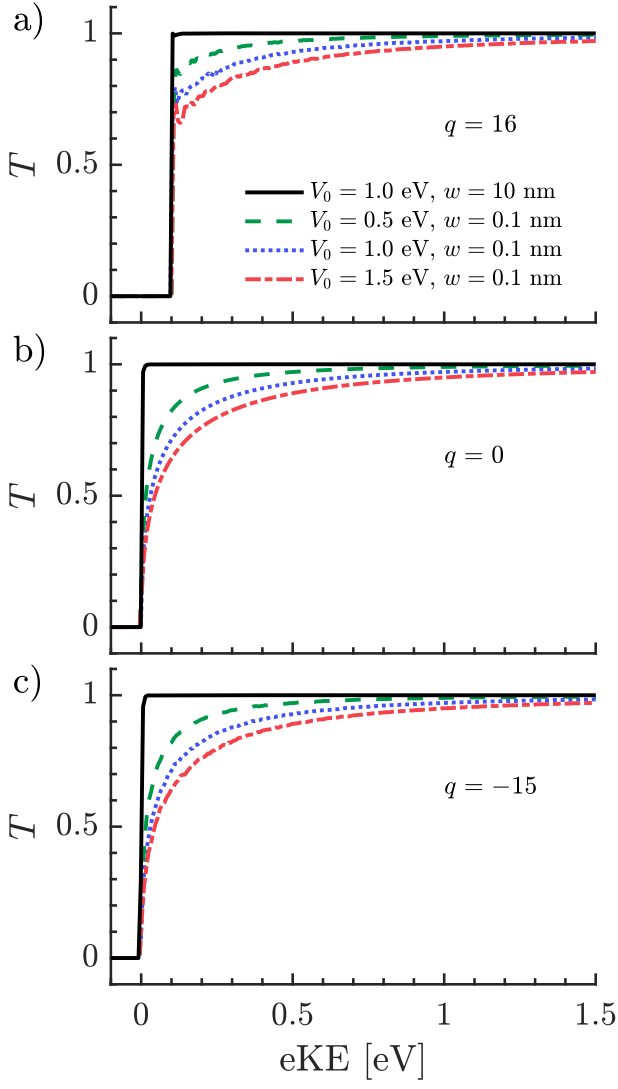 a)
1
0.5
0
T
q = 16
V₀ = 1.0 eV, w = 10 nm
V₀ = 0.5 eV, w = 0.1 nm
V₀ = 1.0 eV, w = 0.1 nm
V₀ = 1.5 eV, w = 0.1 nm
b)
1
0.5
0
T
q = 0
c)
1
0.5
0
T
q = −15
0 0.5 1 1.5
eKE [eV]